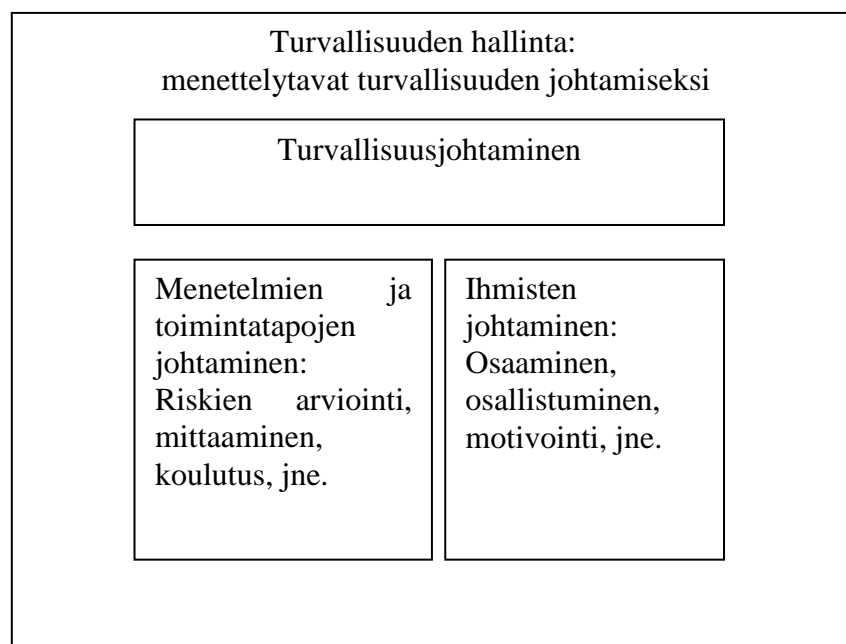 Turvallisuuden hallinta:
menettelytavat turvallisuuden johtamiseksi
Turvallisuusjohtaminen
Menetelmien ja
toimintatapojen
johtaminen:
Riskien arviointi,
mittaaminen,
koulutus, jne.
Ihmisten
johtaminen:
Osaaminen,
osallistuminen,
motivointi, jne.